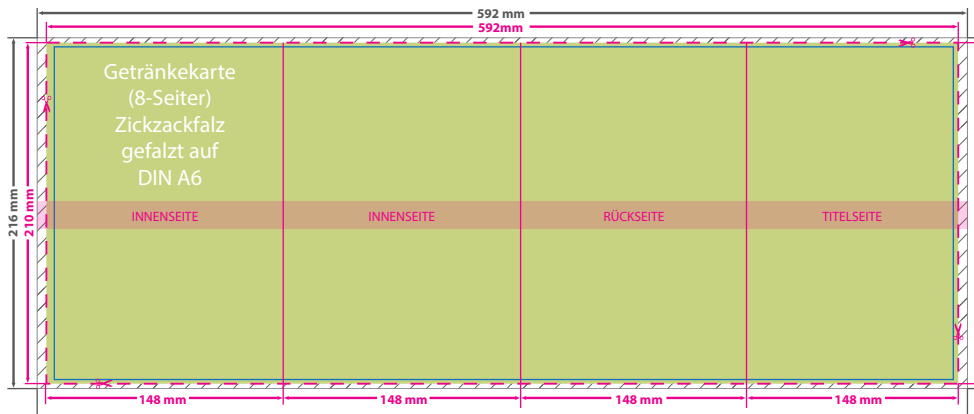 592 mm
592mm
Getränkekarte
(8-Seiter)
Zickzackfalz
gefalzt auf
DIN A6
216 mm
210 mm
INNENSEITE
INNENSEITE
RÜCKSEITE
TITELSEITE
148 mm
148 mm
148 mm
148 mm